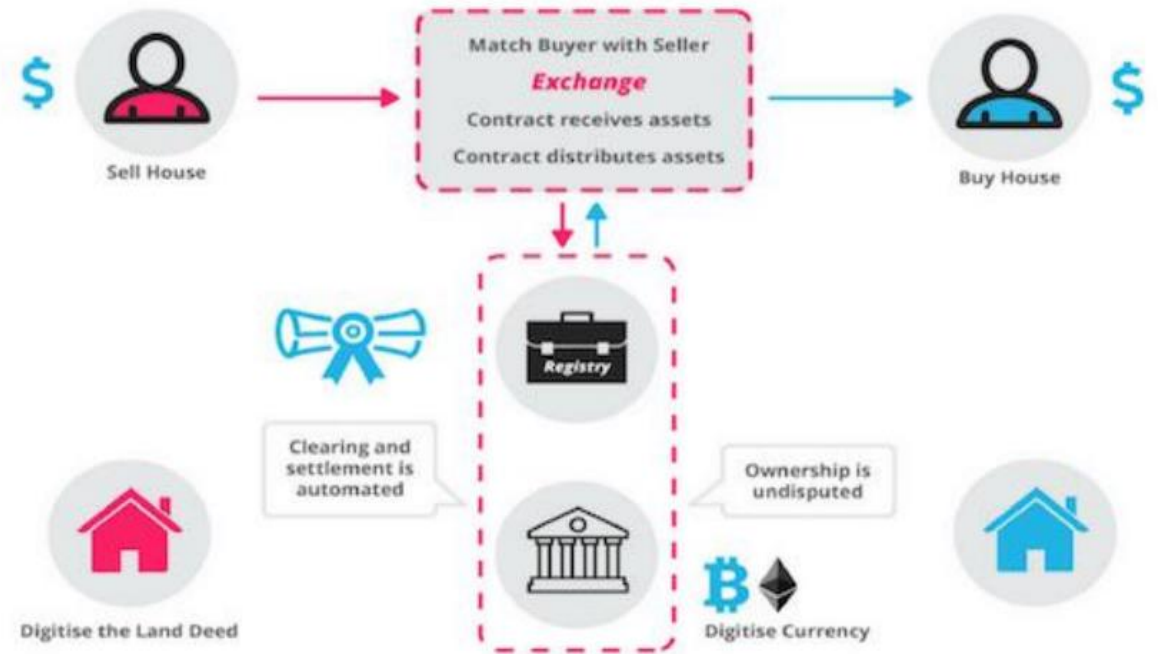 $
$
Match Buyer with Seller
Exchange
Contract receives assets
Contract distributes assets
Sell House
Buy House
Registry
Clearing and
settlement is
automated
Ownership is
undisputed
Digitise the Land Deed
Digitise Currency